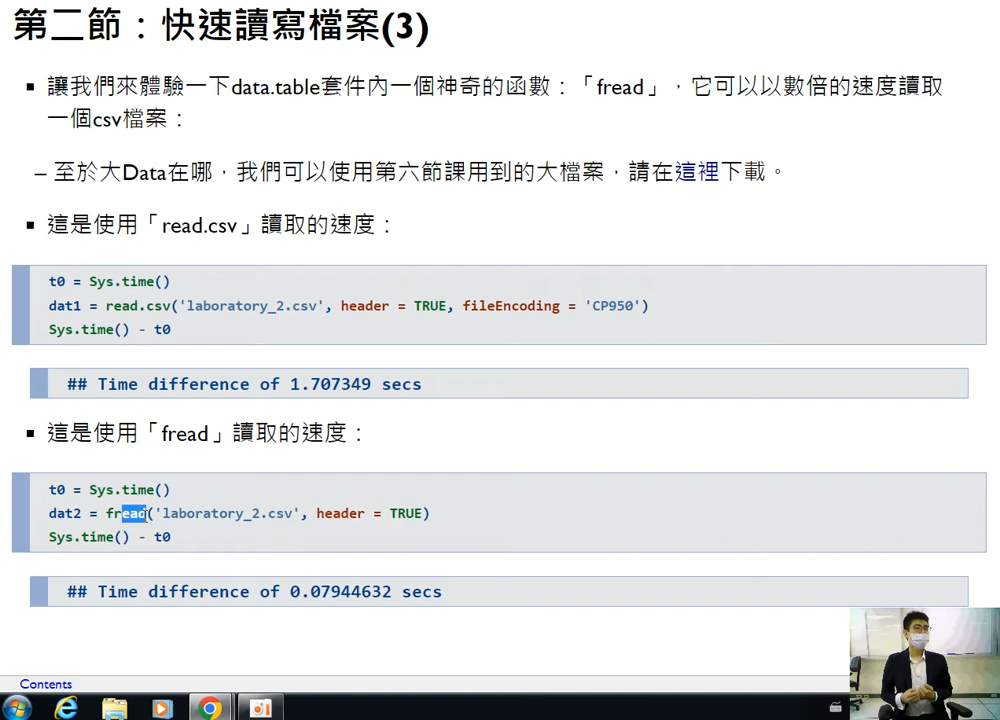 第二節：快速讀寫檔案(3)
▪ 讓我們來體驗一下data.table套件內一個神奇的函數：「fread」，它可以以數倍的速度讀取
一個csv檔案：
– 至於大Data在哪，我們可以使用第六節課用到的大檔案，請在這裡下載。
▪ 這是使用「read.csv」讀取的速度：
t0 = Sys.time()
dat1 = read.csv('laboratory_2.csv', header = TRUE, fileEncoding = 'CP950')
Sys.time() - t0
## Time difference of 1.707349 secs
▪ 這是使用「fread」讀取的速度：
t0 = Sys.time()
dat2 = fread('laboratory_2.csv', header = TRUE)
Sys.time() - t0
## Time difference of 0.07944632 secs
Contents